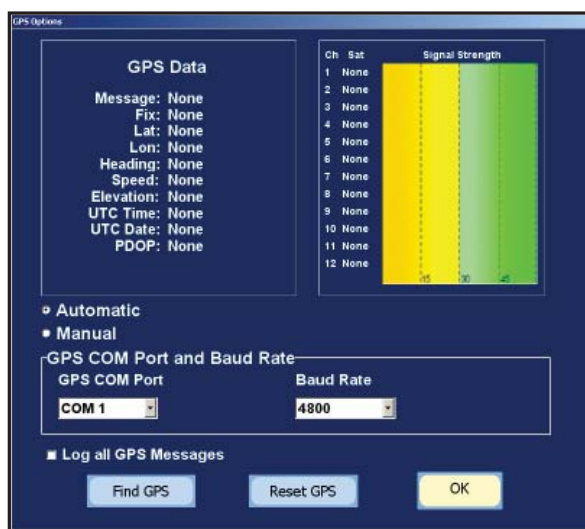 GPS Options
GPS Data
Message: None
Fix: None
Lat: None
Lon: None
Heading: None
Speed: None
Elevation: None
UTC Time: None
UTC Date: None
PDOP: None
Ch Sat Signal Strength
1 None
2 None
3 None
4 None
5 None
6 None
7 None
8 None
9 None
10 None
11 None
12 None
15 30 45
Automatic
Manual
GPS COM Port and Baud Rate
GPS COM Port Baud Rate
COM 1 4800
Log all GPS Messages
Find GPS Reset GPS OK